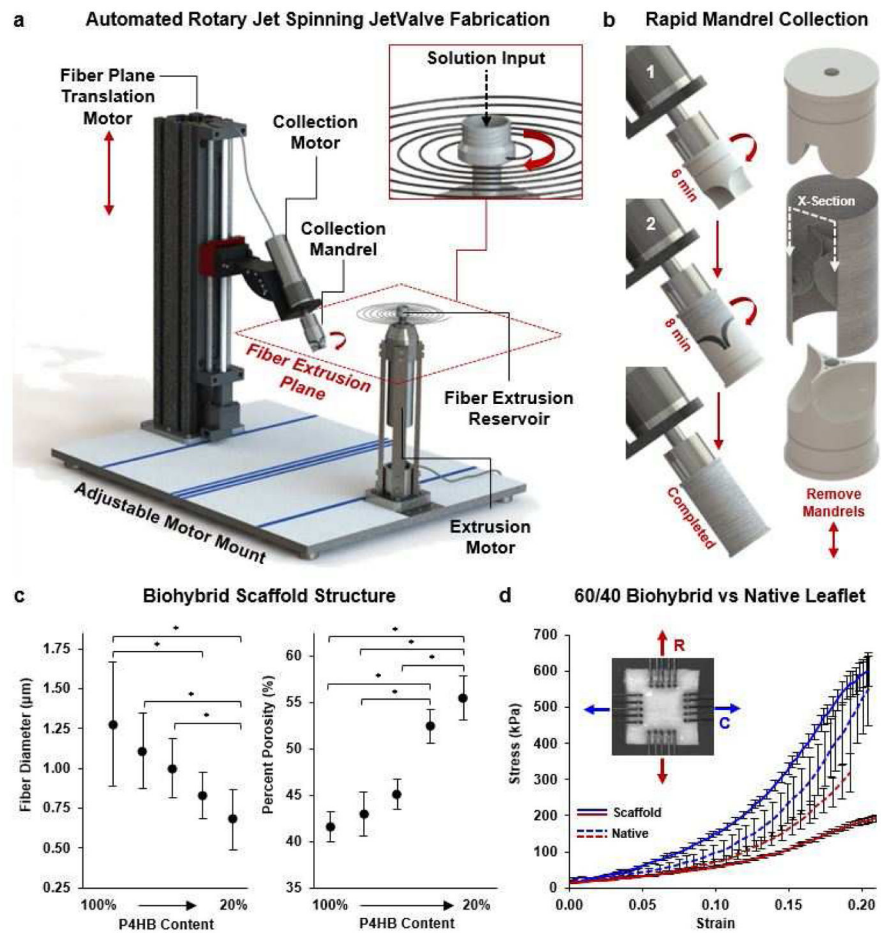 a
Automated Rotary Jet Spinning JetValve Fabrication
Fiber Plane
Translation
Motor
Collection
Motor
Collection
Mandrel
Solution Input
Fiber Extrusion
Plane
Fiber Extrusion
Reservoir
Extrusion
Motor
Adjustable Motor Mount
b
Rapid Mandrel Collection
1
6 min
2
8 min
Completed
X-Section
Remove
Mandrels
c
Biohybrid Scaffold Structure
Fiber Diameter (µm)
1.75
1.50
1.25
1.00
0.75
0.50
0.25
* * * *
100% 20%
P4HB Content
Percent Porosity (%)
60
55
50
45
40
35
* * * * *
100% 20%
P4HB Content
d
60/40 Biohybrid vs Native Leaflet
Stress (kPa)
700
600
500
400
300
200
100
0
R
C
Scaffold
Native
0.00 0.05 0.10 0.15 0.20
Strain